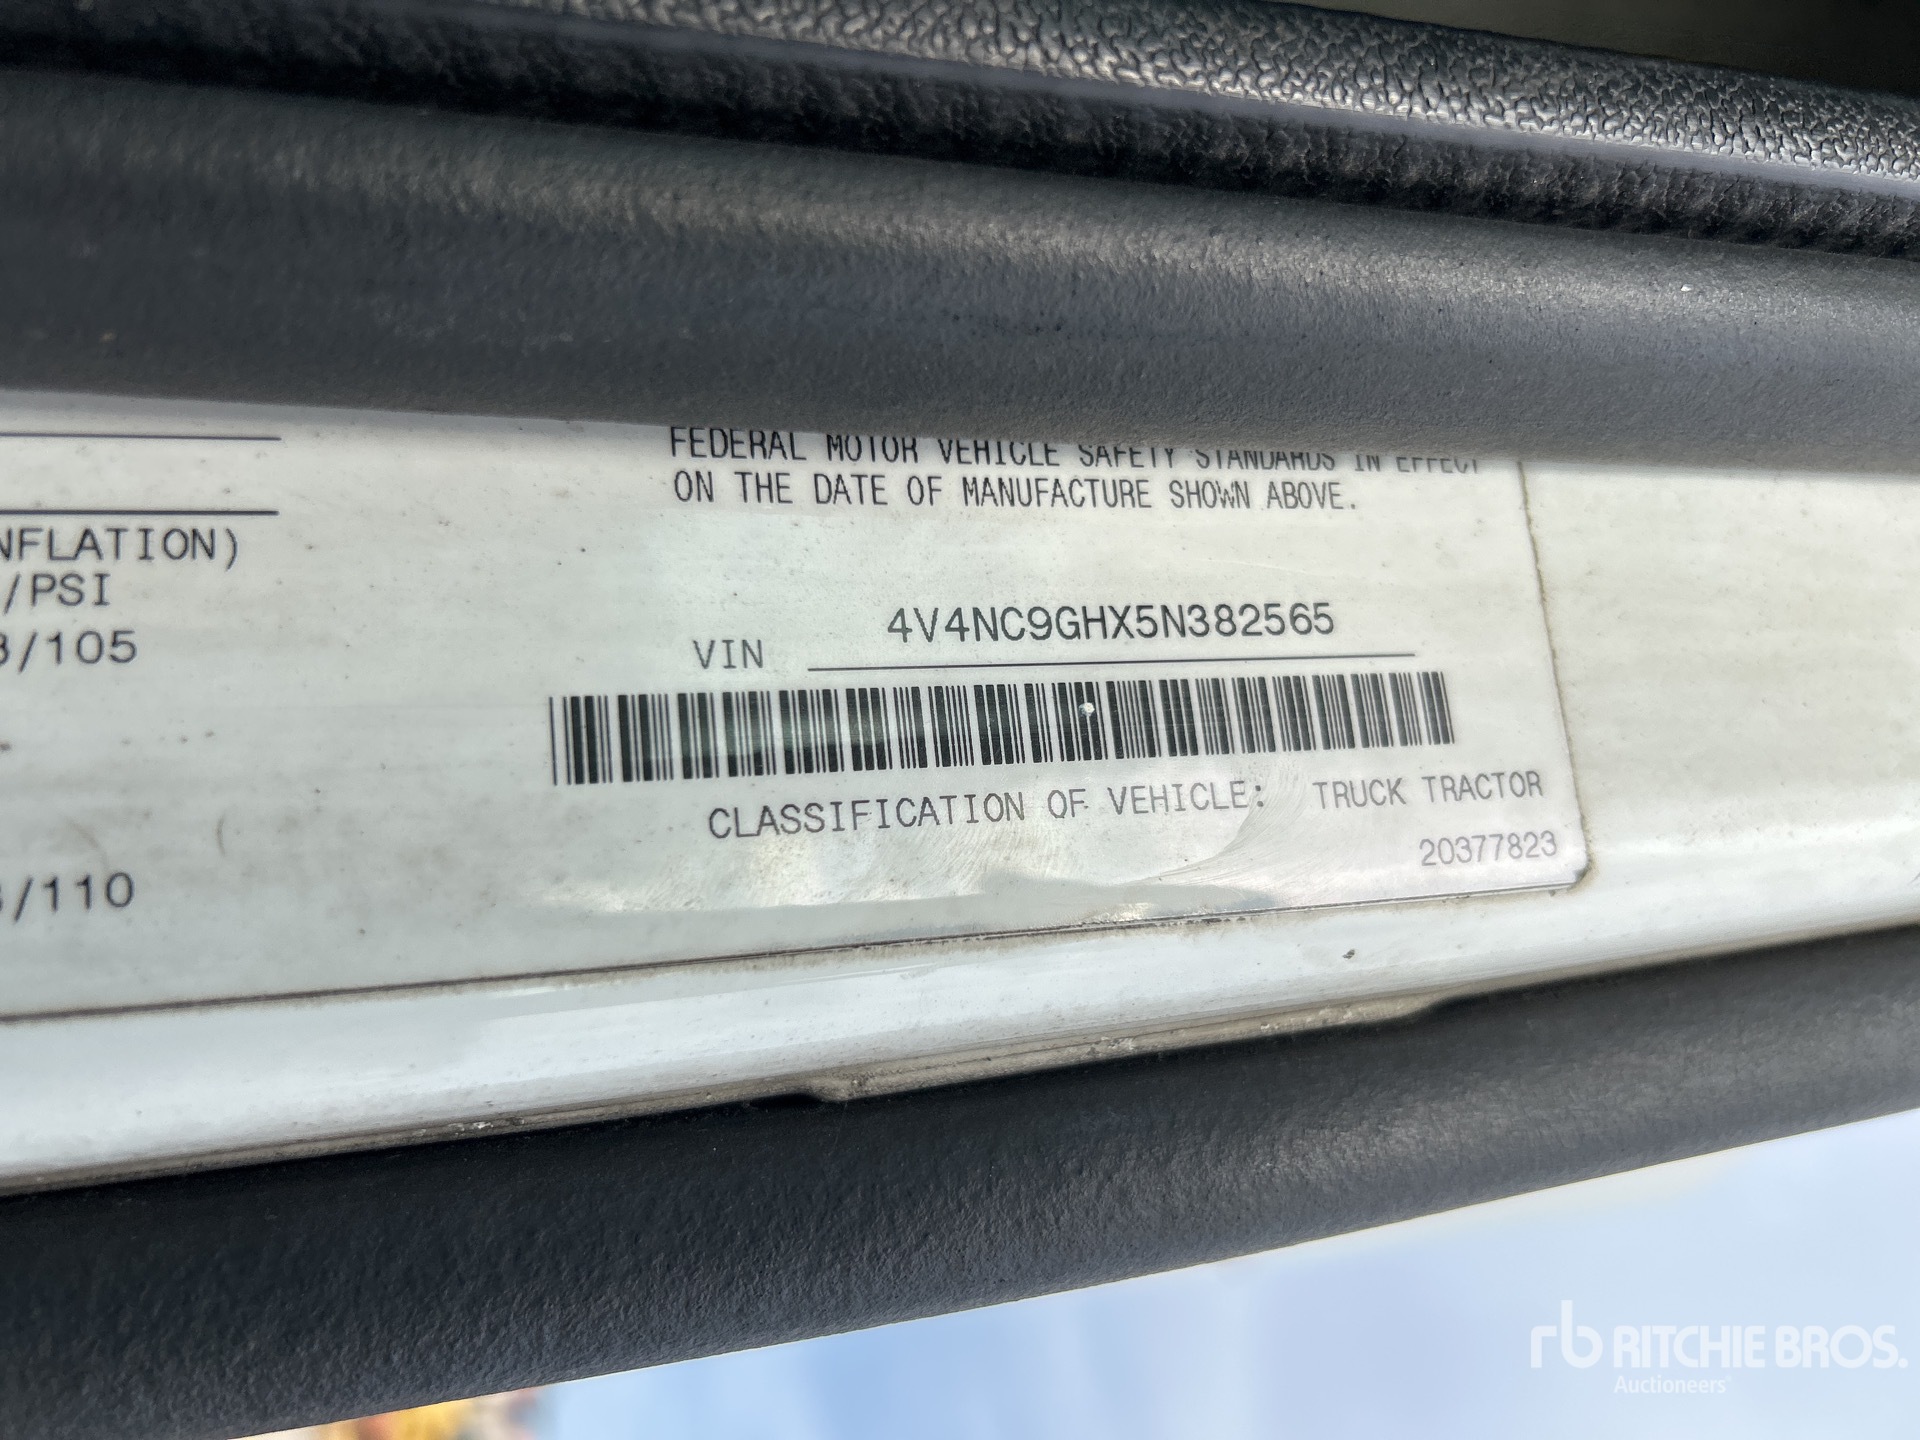 FEDERAL MOTOR VEHICLE SAFETY STANDARDS IN EFFECT
ON THE DATE OF MANUFACTURE SHOWN ABOVE.
NFLATION)
/PSI
/105
VIN 4V4NC9GHX5N382565
CLASSIFICATION OF VEHICLE: TRUCK TRACTOR
20377823
/110
rb RITCHIE BROS.
Auctioneers